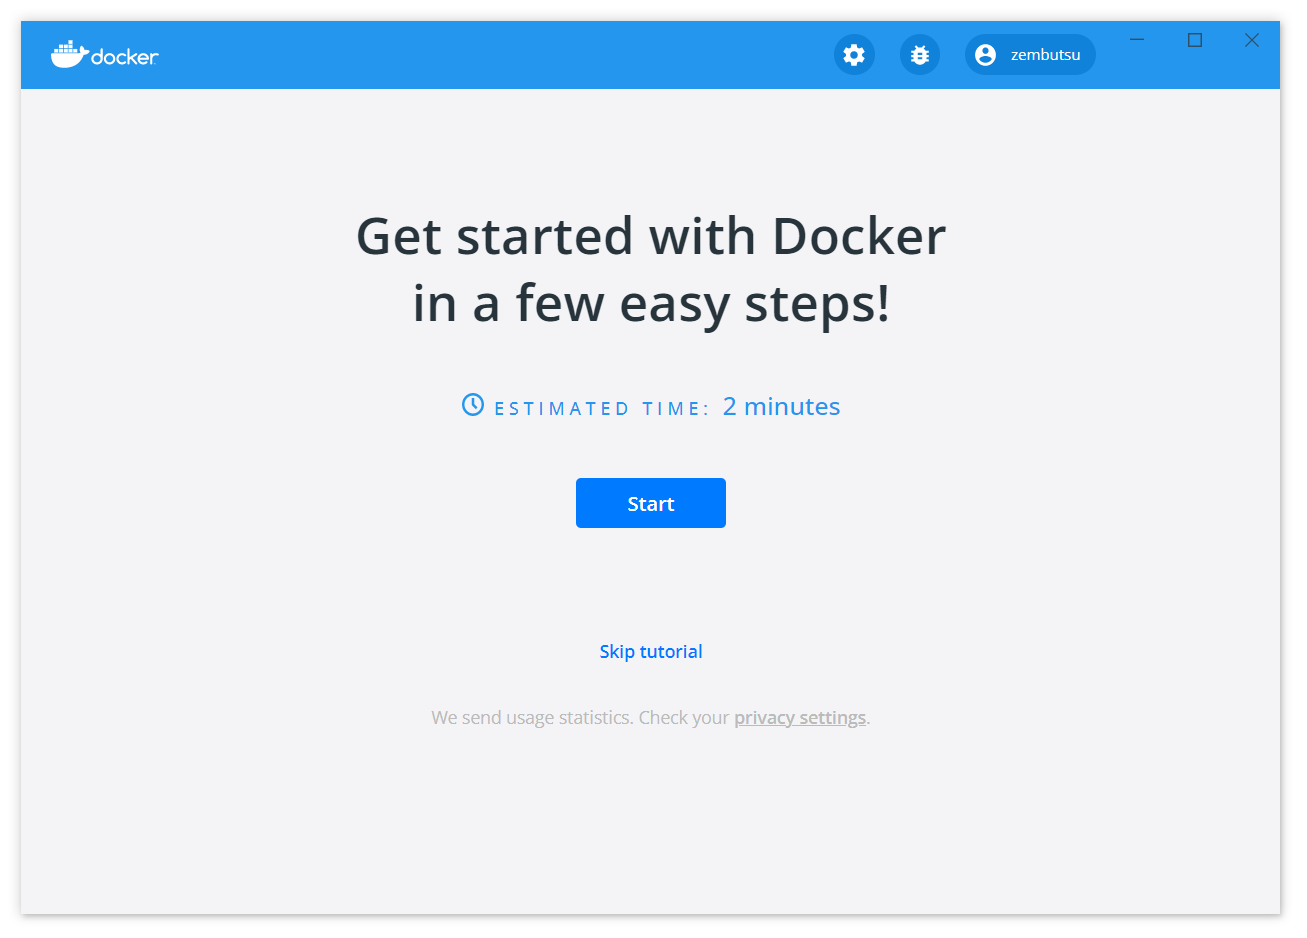 docker
zembutsu
Get started with Docker
in a few easy steps!
ESTIMATED TIME: 2 minutes
Start
Skip tutorial
We send usage statistics. Check your privacy settings.